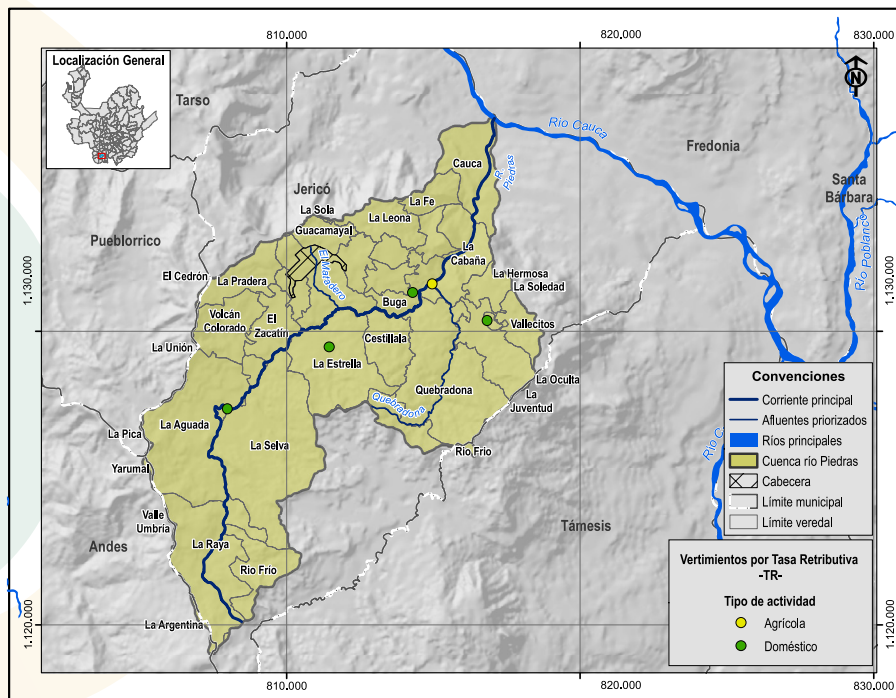 810.000
820.000
830.000
Localización General
N
Tarso
Río Cauca
Fredonia
Cauca
R. Piedras
Santa
Bárbara
Jericó
La Sola
La Fe
La Leona
Guacamayal
Pueblorrico
Río Poblanco
El Matadero
La
Cabaña
El Cedrón
La Pradera
La Hermosa
La Soledad
1.130.000
1.130.000
Buga
Volcán
Colorado
El
Zacatín
Vallecitos
Cestillala
La Unión
La Estrella
Convenciones
Corriente principal
Afluentes priorizados
Ríos principales
Cuenca río Piedras
Cabecera
Límite municipal
Límite veredal
La Oculta
Quebradona
La
Juventud
Quebradona
La Aguada
La Pica
La Selva
Río Frío
Yarumal
Valle
Umbría
Támesis
Andes
La Raya
Río Frío
Vertimientos por Tasa Retributiva
-TR-
Tipo de actividad
Agrícola
Doméstico
La Argentina
1.120.000
1.120.000
810.000
820.000
830.000